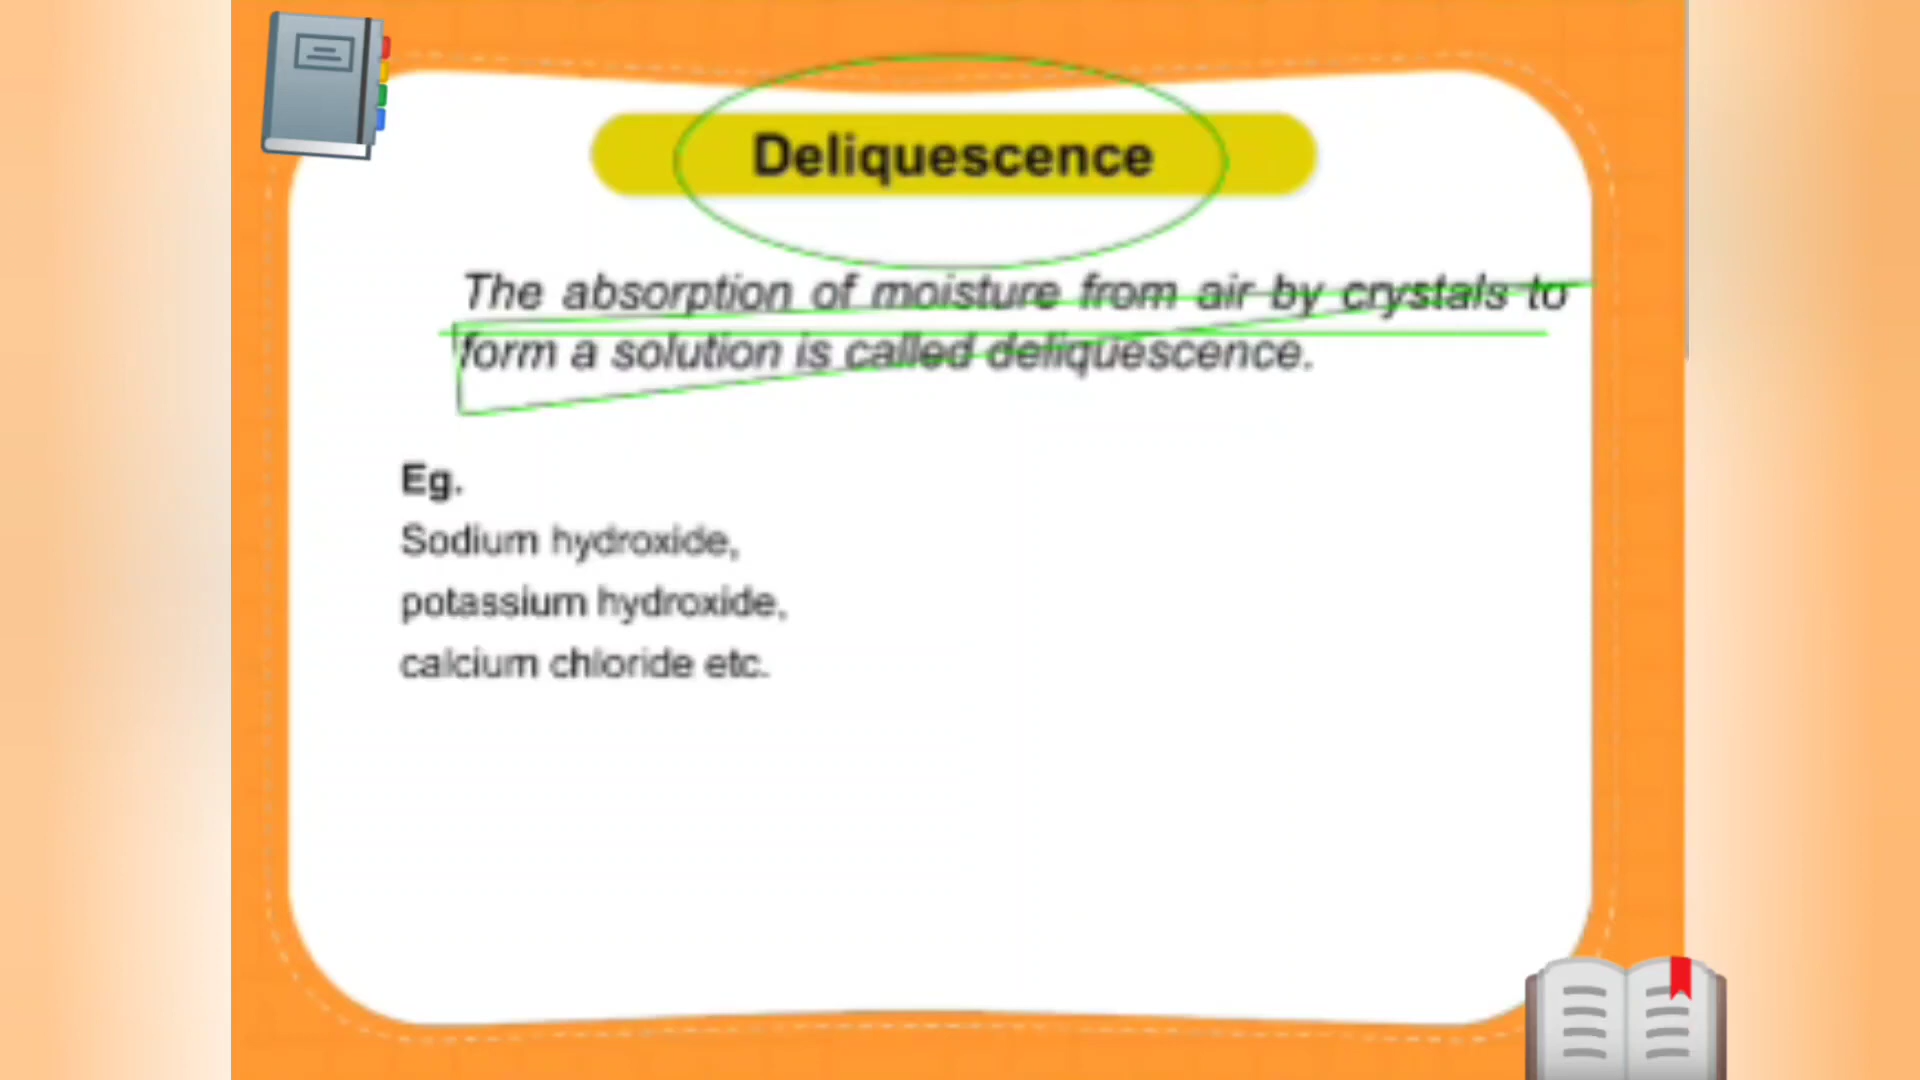 Deliquescence
The absorption of moisture from air by crystals to
form a solution is called deliquescence.
Eg.
Sodium hydroxide,
potassium hydroxide,
calcium chloride etc.